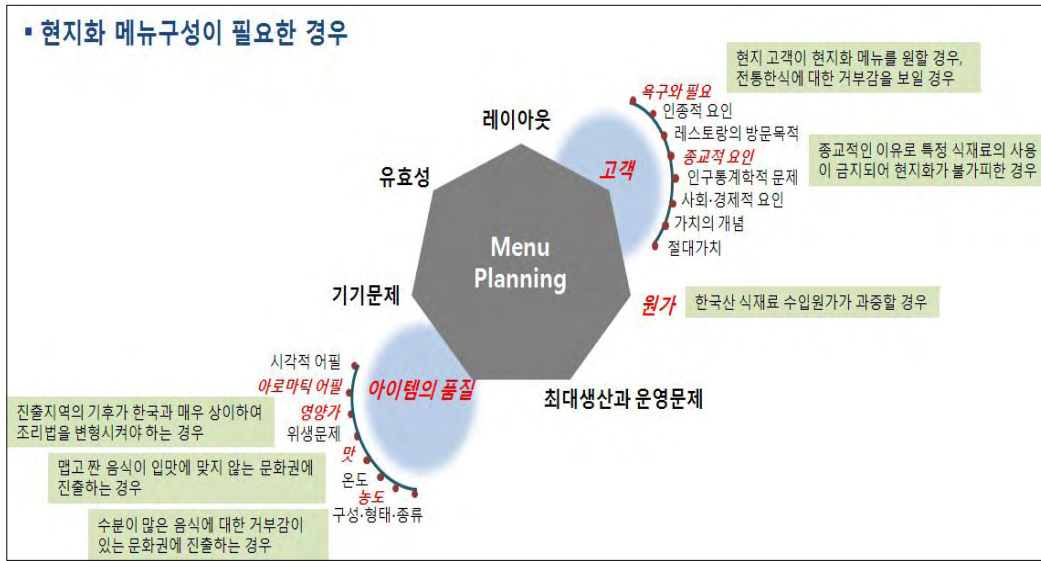 ▪ 현지화 메뉴구성이 필요한 경우
현지 고객이 현지화 메뉴를 원할 경우,
전통한식에 대한 거부감을 보일 경우
레이아웃
유효성
고객
욕구와 필요
인종적 요인
레스토랑의 방문목적
종교적 요인
인구통계학적 문제
사회·경제적 요인
가치의 개념
절대가치
종교적인 이유로 특정 식재료의 사용
이 금지되어 현지화가 불가피한 경우
Menu
Planning
기기문제
원가
한국산 식재료 수입원가가 과중할 경우
최대생산과 운영문제
아이템의 품질
시각적 어필
아로마틱 어필
영양가
위생문제
맛
온도
농도
구성·형태·종류
진출지역의 기후가 한국과 매우 상이하여
조리법을 변형시켜야 하는 경우
맵고 짠 음식이 입맛에 맞지 않는 문화권에
진출하는 경우
수분이 많은 음식에 대한 거부감이
있는 문화권에 진출하는 경우